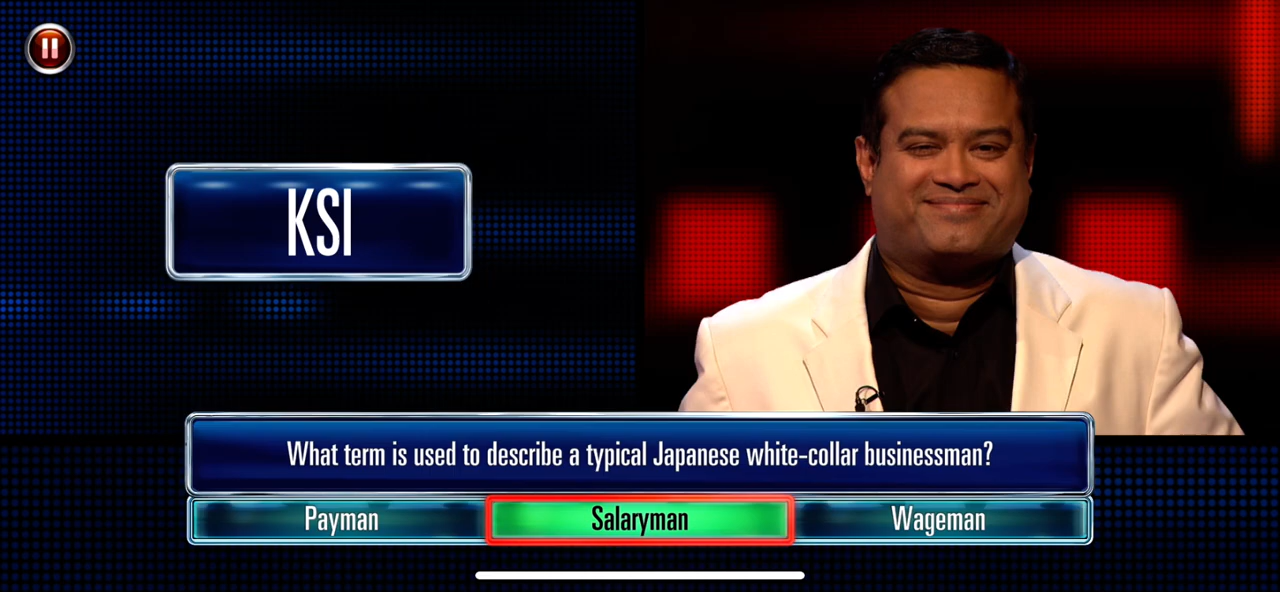 KSI
What term is used to describe a typical Japanese white-collar businessman?
Payman
Salaryman
Wageman